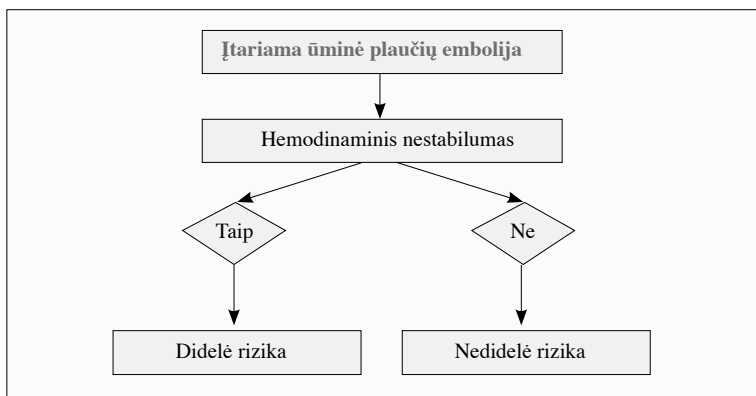 Įtariama ūminė plaučių embolija
Hemodinaminis nestabilumas
Taip
Ne
Didelė rizika
Nedidelė rizika